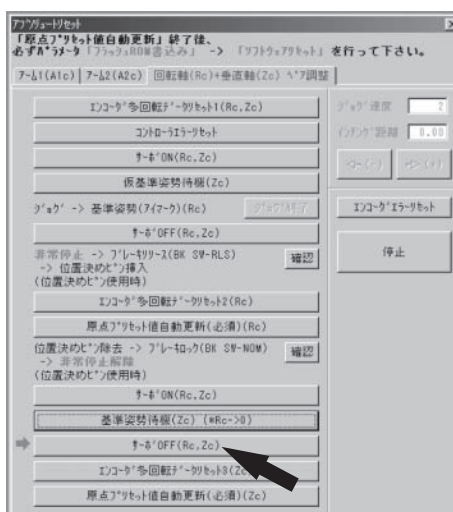 アブソリュートリセット
「原点プリセット値自動更新」終了後、
必ずパラメータ「フラッシュROM書込み」 -> 「ソフトウェアリセット」 を行って下さい。
アーム1(A1c) アーム2(A2c) 回転軸(Rc)+垂直軸(Zc) ペア調整
エンコーダ多回転データリセット1(Rc,Zc)
コントローラエラーリセット
サーボON(Rc,Zc)
仮基準姿勢待機(Zc)
ジョグ -> 基準姿勢(アイマーク)(Rc) ジョグ終了
サーボOFF(Rc,Zc)
非常停止 -> ブレーキリリース(BK SW-RLS)
-> 位置決めピン挿入
(位置決めピン使用時)
確認
エンコーダ多回転データリセット2(Rc)
原点プリセット値自動更新(必須)(Rc)
位置決めピン除去 -> ブレーキロック(BK SW-NOM)
-> 非常停止解除
(位置決めピン使用時)
確認
サーボON(Rc,Zc)
基準姿勢待機(Zc) (*Rc->0)
サーボOFF(Rc,Zc)
エンコーダ多回転データリセット3(Zc)
原点プリセット値自動更新(必須)(Zc)
ジョグ速度 2
インチング距離 0.00
エンコーダエラーリセット
停止